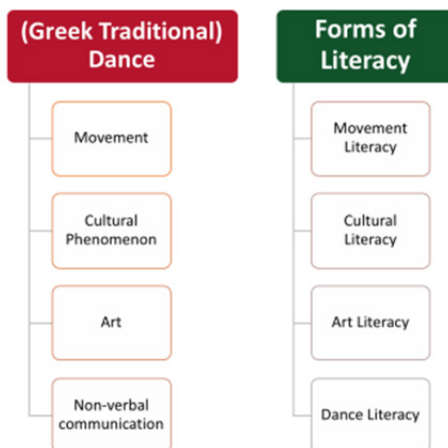 (Greek Traditional)
Dance
Movement
Cultural
Phenomenon
Art
Non-verbal
communication
Forms of
Literacy
Movement
Literacy
Cultural
Literacy
Art Literacy
Dance Literacy